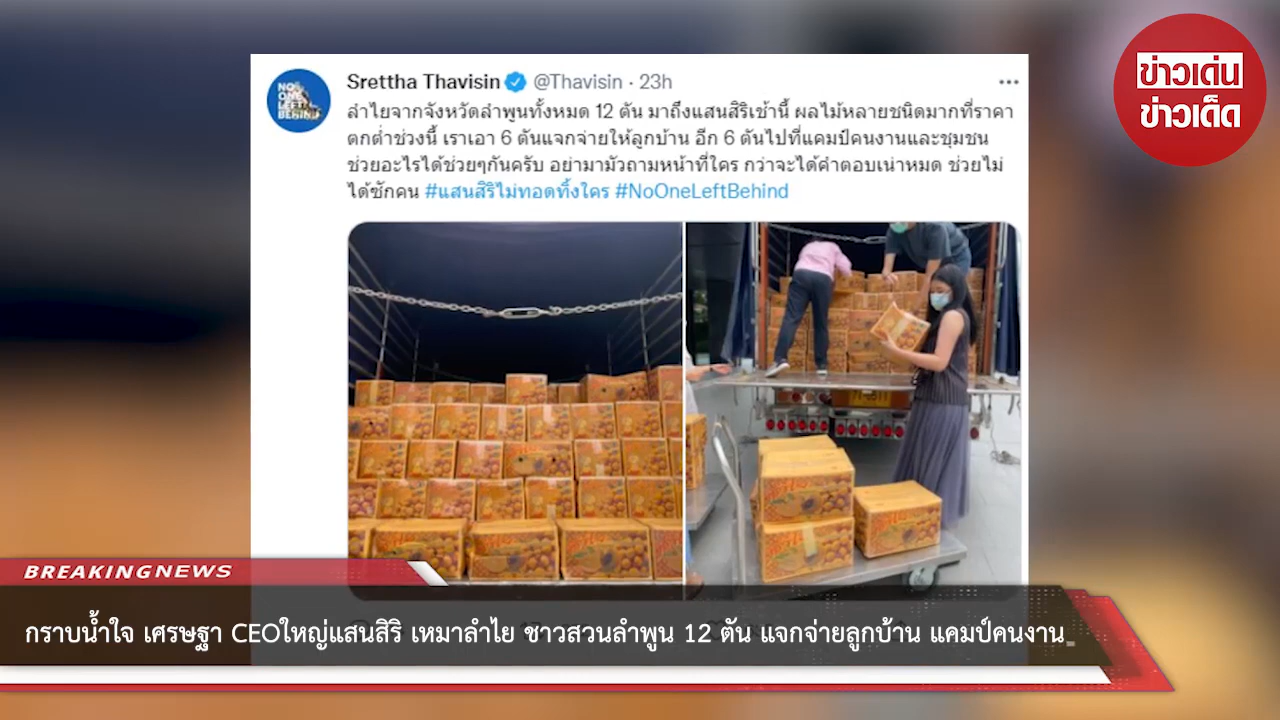 ข่าวเด่น
ข่าวเด็ด
NO
ONE
LEFT
BEHIND
Srettha Thavisin @Thavisin · 23h
ลำไยจากจังหวัดลำพูนทั้งหมด 12 ตัน มาถึงแสนสิริเช้านี้ ผลไม้หลายชนิดมากที่ราคา
ตกต่ำช่วงนี้ เราเอา 6 ตันแจกจ่ายให้ลูกบ้าน อีก 6 ตันไปที่แคมป์คนงานและชุมชน
ช่วยอะไรได้ช่วยๆกันครับ อย่ามามัวถามหน้าที่ใคร กว่าจะได้คำตอบเน่าหมด ช่วยไม่
ได้ซักคน #แสนสิริไม่ทอดทิ้งใคร #NoOneLeftBehind
BREAKINGNEWS
กราบน้ำใจ เศรษฐา CEOใหญ่แสนสิริ เหมาลำไย ชาวสวนลำพูน 12 ตัน แจกจ่ายลูกบ้าน แคมป์คนงาน